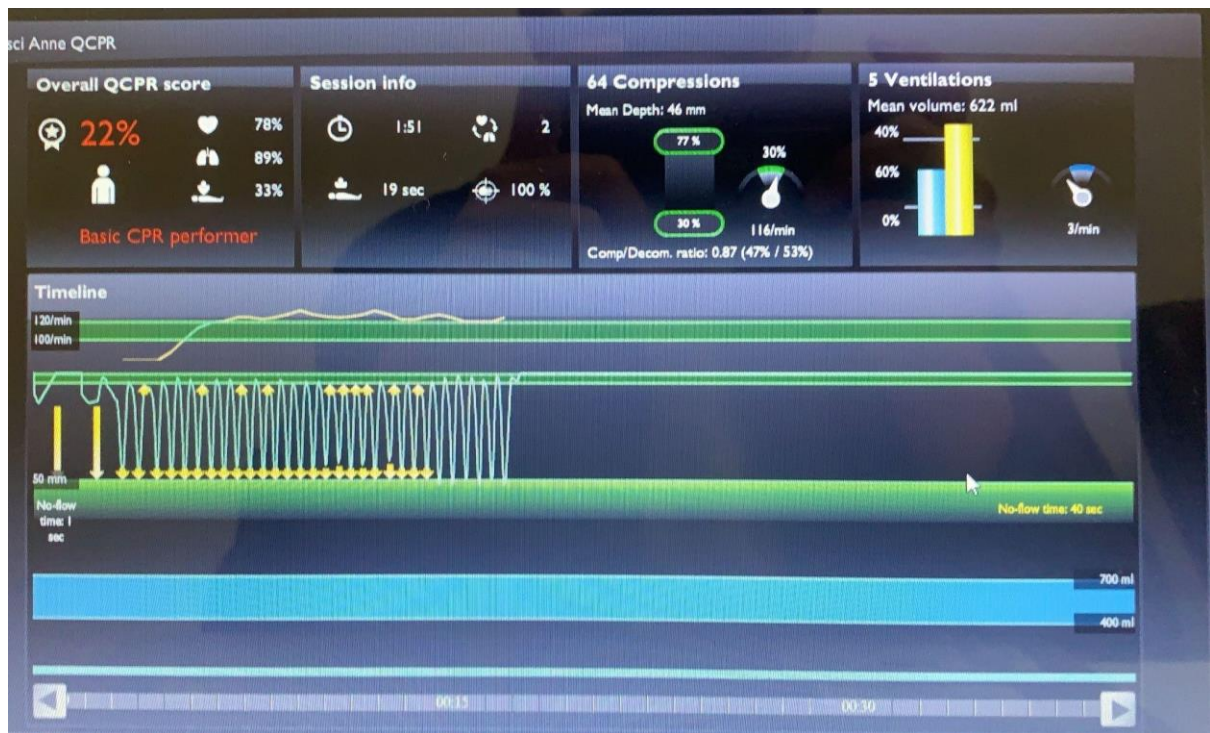 sci Anne QCPR
Overall QCPR score
22%
78%
89%
33%
Basic CPR performer
Session info
1:51
2
19 sec
100 %
64 Compressions
Mean Depth: 46 mm
77 %
30%
30 %
116/min
Comp/Decom. ratio: 0.87 (47% / 53%)
5 Ventilations
Mean volume: 622 ml
40%
60%
0%
3/min
Timeline
120/min
100/min
50 mm
No-flow
time: 1
sec
No-flow time: 40 sec
700 ml
400 ml
00:15
00:30